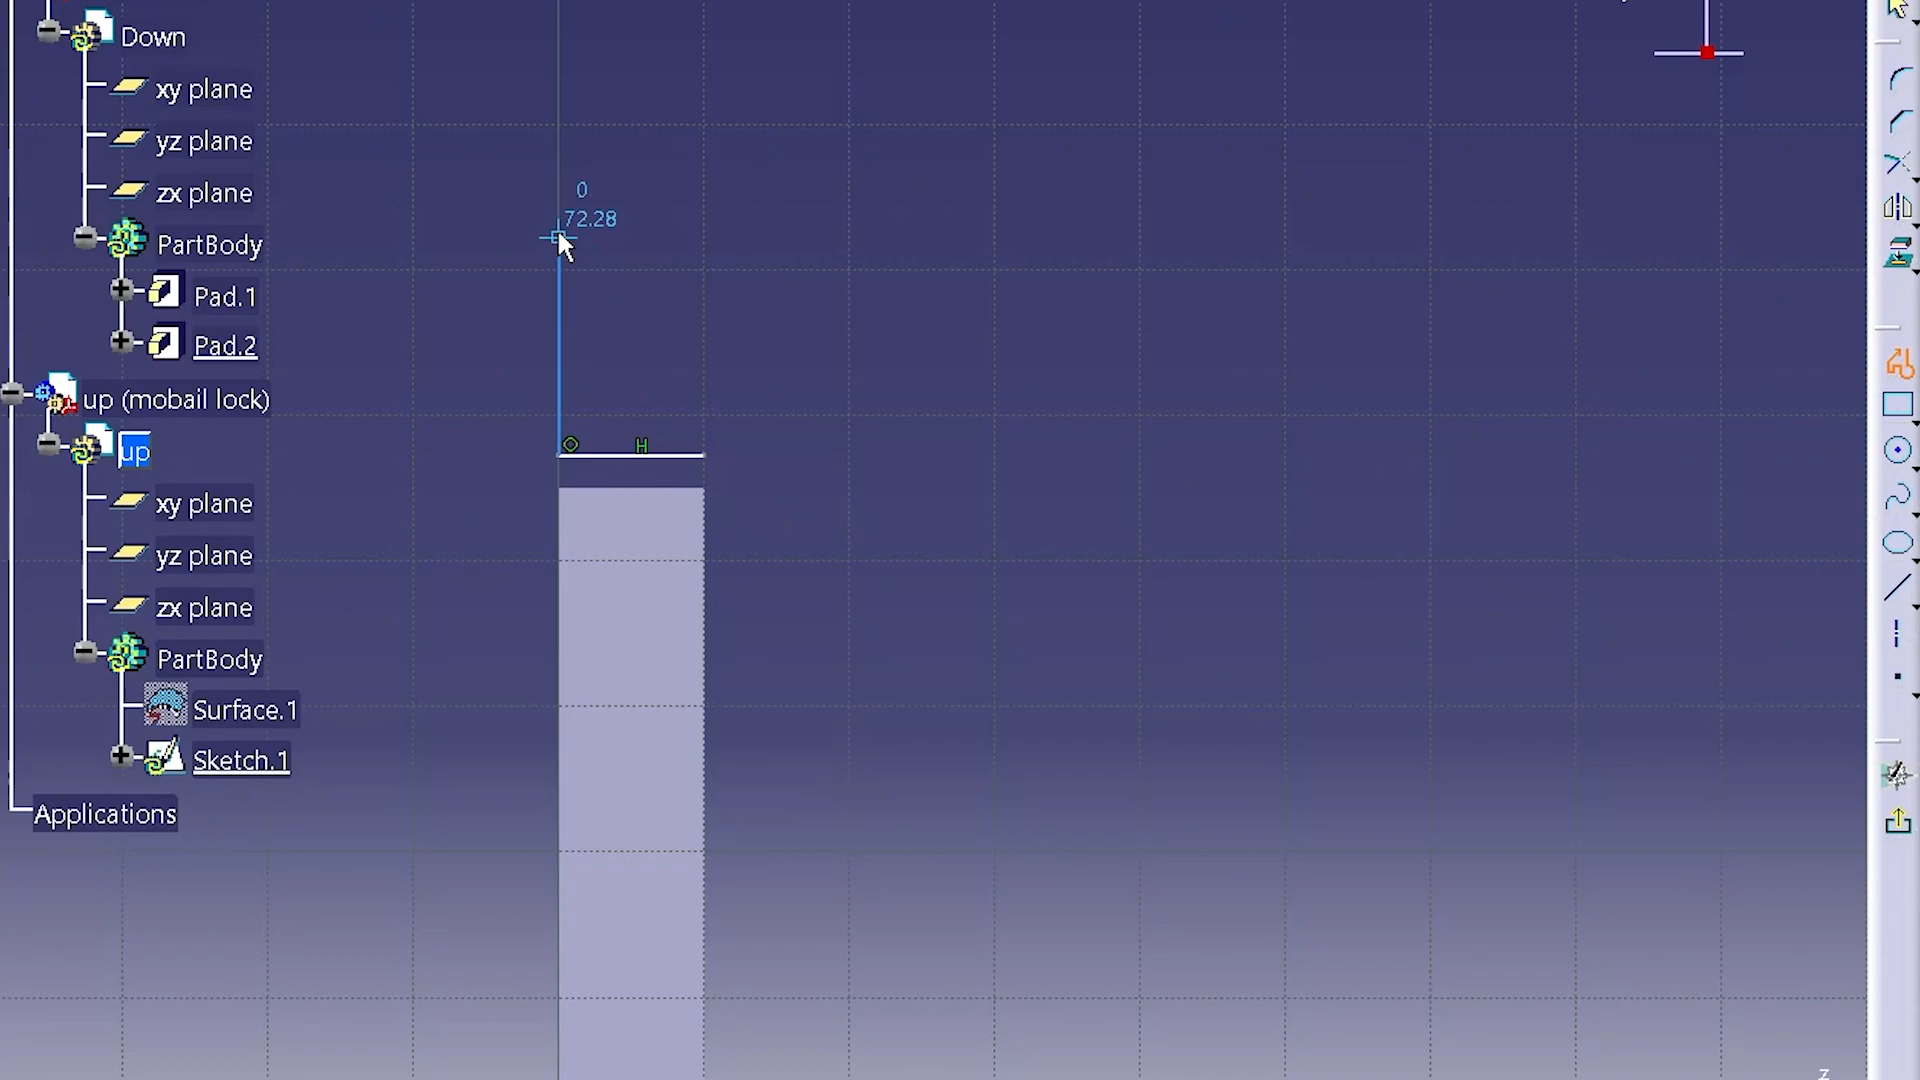 Down
xy plane
yz plane
zx plane
PartBody
Pad.1
Pad.2
up (mobail lock)
up
xy plane
yz plane
zx plane
PartBody
Surface.1
Sketch.1
Applications
0
72.28
H
z